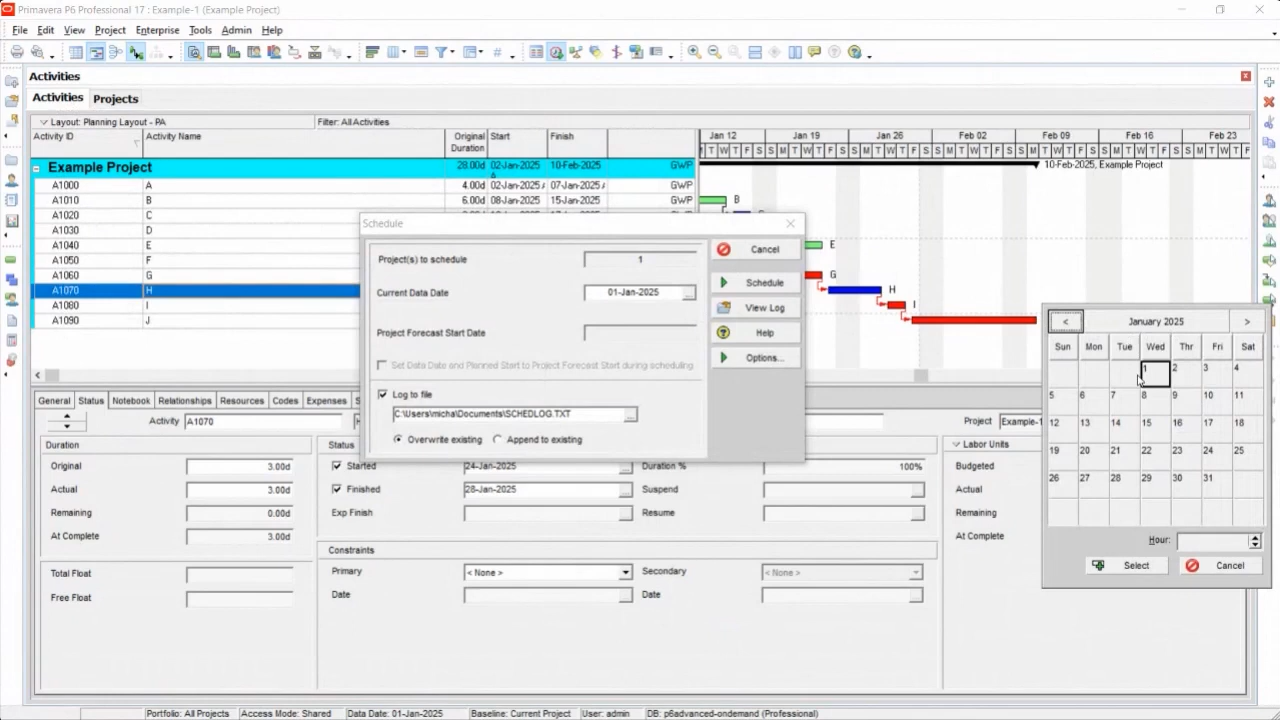 Primavera P6 Professional 17 : Example-1 (Example Project)
File Edit View Project Enterprise Tools Admin Help
Activities
Activities Projects
Layout: Planning Layout - PA Filter: All Activities
Activity ID Activity Name Original Duration Start Finish
Jan 12 Jan 19 Jan 26 Feb 02 Feb 09 Feb 16 Feb 23
M T W T F S S M T W T F S S M T W T F S S M T W T F S S M T W T F S S M T W T F S S M T W T F
Example Project 28.00d 02-Jan-2025 10-Feb-2025 GWP 10-Feb-2025, Example Project
A1000 A 4.00d 02-Jan-2025 A 07-Jan-2025 A GWP
A1010 B 6.00d 08-Jan-2025 15-Jan-2025 GWP B
A1020 C
A1030 D
A1040 E E
A1050 F
A1060 G G
A1070 H H
A1080 I I
A1090 J
Schedule
Project(s) to schedule 1
Cancel
Current Data Date 01-Jan-2025 ...
Schedule
View Log
Project Forecast Start Date
Help
Set Data Date and Planned Start to Project Forecast Start during scheduling
Options...
Log to file
C:\Users\micha\Documents\SCHEDLOG.TXT ...
Overwrite existing Append to existing
< January 2025 >
Sun Mon Tue Wed Thr Fri Sat
1 2 3 4
5 6 7 8 9 10 11
12 13 14 15 16 17 18
19 20 21 22 23 24 25
26 27 28 29 30 31
Hour:
Select Cancel
General Status Notebook Relationships Resources Codes Expenses
Activity A1070 Project Example-1
Duration
Original 3.00d
Actual 3.00d
Remaining 0.00d
At Complete 3.00d
Total Float
Free Float
Status
Started 24-Jan-2025 Duration % 100%
Finished 28-Jan-2025 Suspend
Exp Finish Resume
Constraints
Primary < None > Secondary < None >
Date Date
Labor Units
Budgeted
Actual
Remaining
At Complete
Portfolio: All Projects Access Mode: Shared Data Date: 01-Jan-2025 Baseline: Current Project User: admin DB: p6advanced-ondemand (Professional)